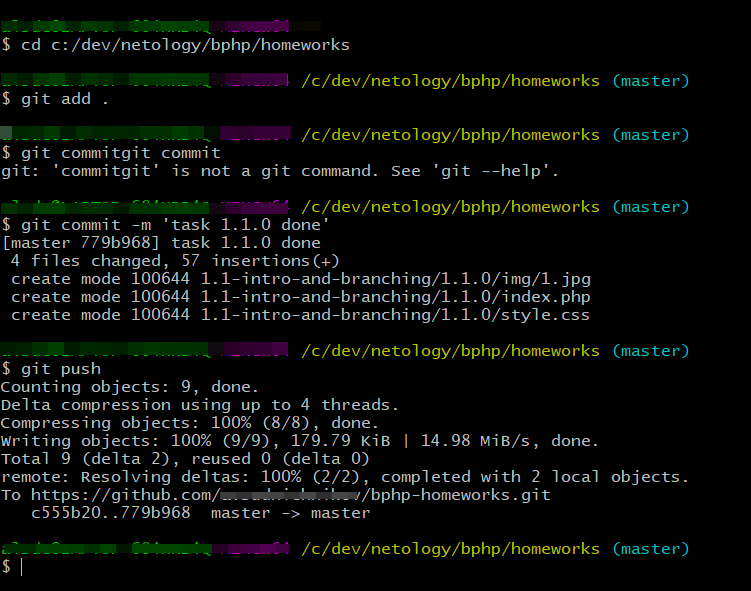 $ cd c:/dev/netology/bphp/homeworks
/c/dev/netology/bphp/homeworks (master)
$ git add .
/c/dev/netology/bphp/homeworks (master)
$ git commitgit commit
git: 'commitgit' is not a git command. See 'git --help'.
/c/dev/netology/bphp/homeworks (master)
$ git commit -m 'task 1.1.0 done'
[master 779b968] task 1.1.0 done
 4 files changed, 57 insertions(+)
 create mode 100644 1.1-intro-and-branching/1.1.0/img/1.jpg
 create mode 100644 1.1-intro-and-branching/1.1.0/index.php
 create mode 100644 1.1-intro-and-branching/1.1.0/style.css
/c/dev/netology/bphp/homeworks (master)
$ git push
Counting objects: 9, done.
Delta compression using up to 4 threads.
Compressing objects: 100% (8/8), done.
Writing objects: 100% (9/9), 179.79 KiB | 14.98 MiB/s, done.
Total 9 (delta 2), reused 0 (delta 0)
remote: Resolving deltas: 100% (2/2), completed with 2 local objects.
To https://github.com/ /bphp-homeworks.git
   c555b20..779b968  master -> master
/c/dev/netology/bphp/homeworks (master)
$